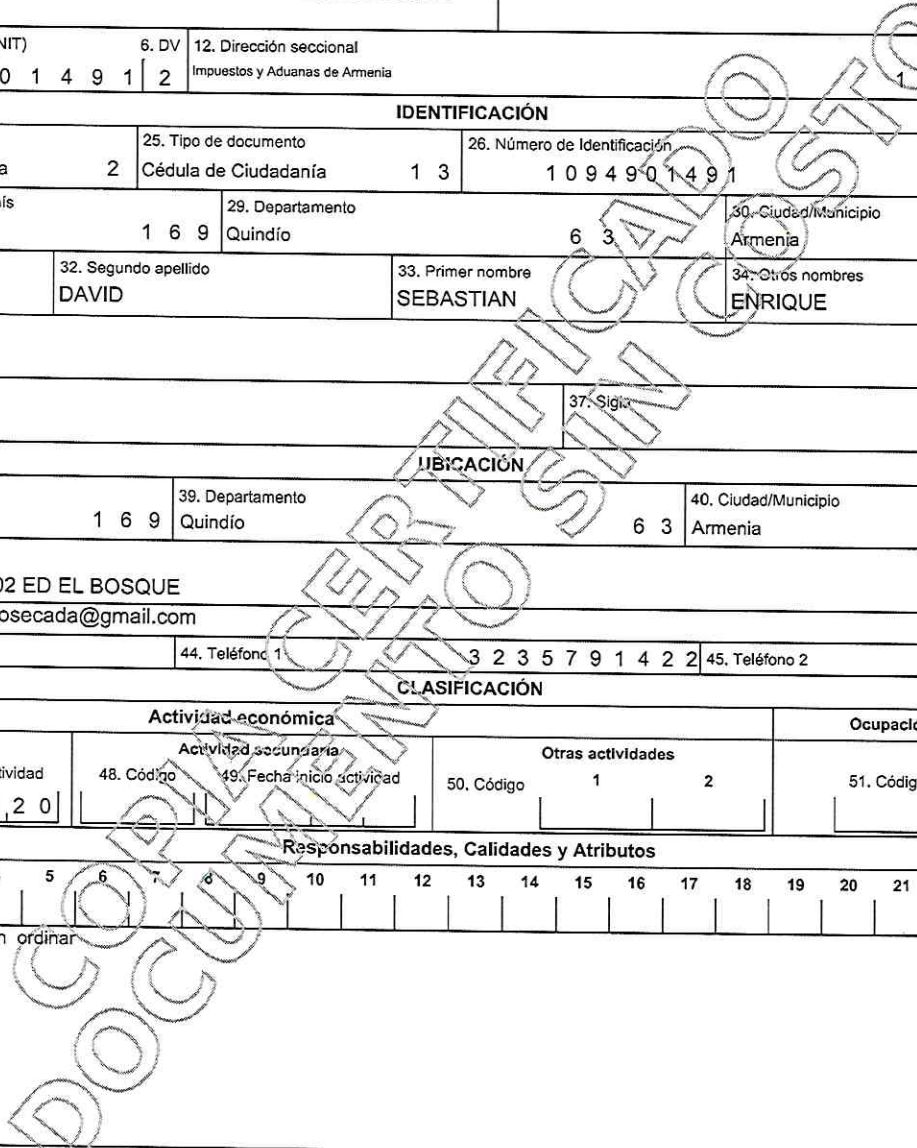 NIT) 6. DV 12. Dirección seccional
0 1 4 9 1 2 Impuestos y Aduanas de Armenia 1
IDENTIFICACIÓN
25. Tipo de documento 26. Número de Identificación
a 2 Cédula de Ciudadanía 1 3 1 0 9 4 9 0 1 4 9 1
ís 29. Departamento 30. Ciudad/Municipio
1 6 9 Quindío 6 3 Armenia
32. Segundo apellido 33. Primer nombre 34. Otros nombres
DAVID SEBASTIAN ENRIQUE
37. Sigla
UBICACIÓN
39. Departamento 40. Ciudad/Municipio
1 6 9 Quindío 6 3 Armenia
02 ED EL BOSQUE
osecada@gmail.com
44. Teléfono 1 3 2 3 5 7 9 1 4 2 2 45. Teléfono 2
CLASIFICACIÓN
Actividad económica Ocupació
Actividad secundaria Otras actividades
tividad 48. Código 49. Fecha inicio actividad 50. Código 1 2 51. Códig
2 0
Responsabilidades, Calidades y Atributos
5 6 7 8 9 10 11 12 13 14 15 16 17 18 19 20 21
n ordinar
COPIA CERTIFICADO
DOCUMENTO SIN COSTO